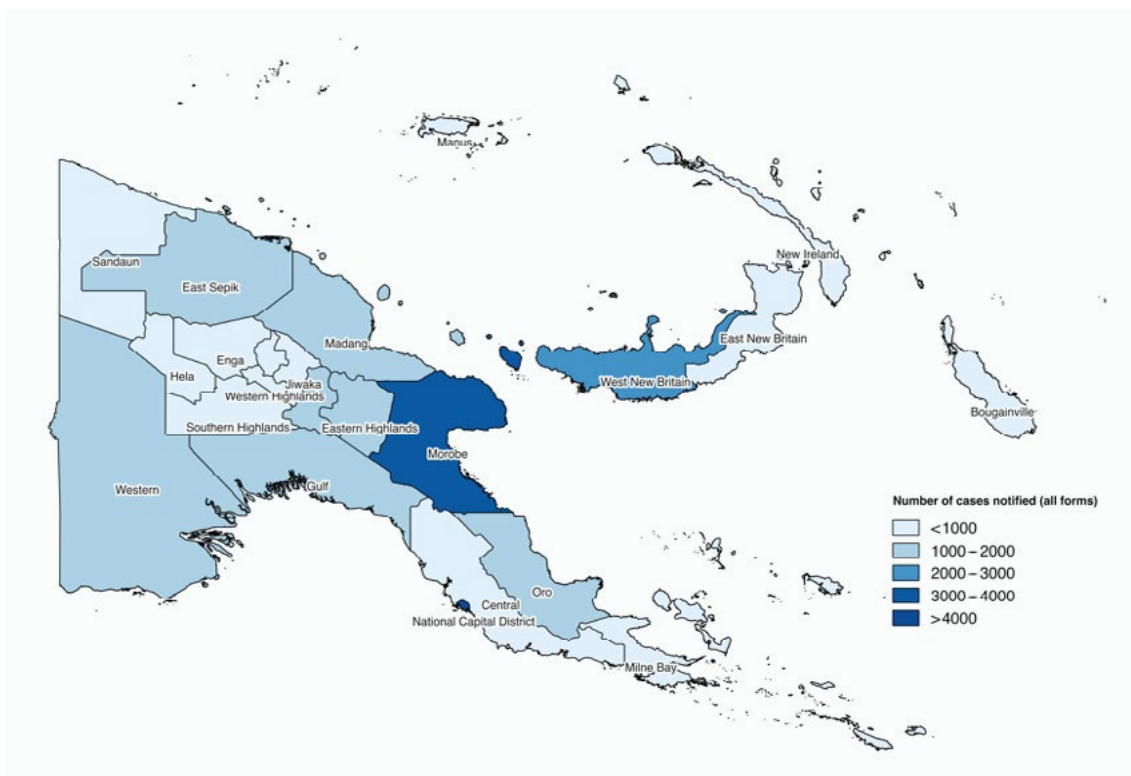 Manus
New Ireland
Sandaun
East Sepik
Madang
East New Britain
Enga
Hela
Jiwaka
West New Britain
Western Highlands
Bougainville
Southern Highlands
Eastern Highlands
Morobe
Western
Gulf
Number of cases notified (all forms)
<1000
1000–2000
2000–3000
3000–4000
>4000
Oro
Central
National Capital District
Milne Bay